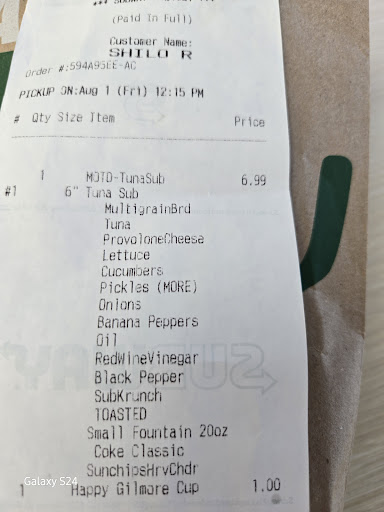 (Paid In Full)
Customer Name:
SHILO R
Order #:594A95EE-AC
PICKUP ON:Aug 1 (Fri) 12:15 PM
# Qty Size Item Price
1 MOTD-TunaSub 6.99
#1 6" Tuna Sub
MultigrainBrd
Tuna
ProvoloneCheese
Lettuce
Cucumbers
Pickles (MORE)
Onions
Banana Peppers
Oil
RedWineVinegar
Black Pepper
SubKrunch
TOASTED
Small Fountain 20oz
Coke Classic
SunchipsHrvChdr
1 Happy Gilmore Cup 1.00
Galaxy S24